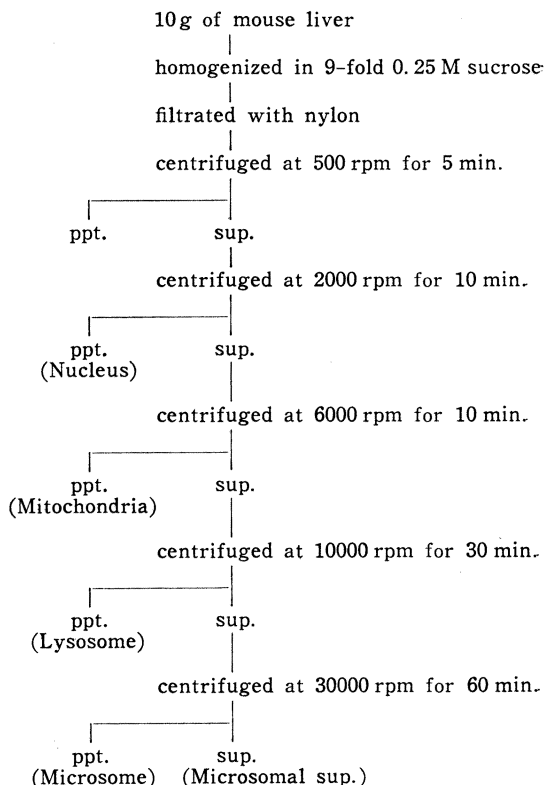 10 g of mouse liver
homogenized in 9-fold 0.25 M sucrose
filtrated with nylon
centrifuged at 500 rpm for 5 min.
ppt. sup.
centrifuged at 2000 rpm for 10 min.
ppt. sup.
(Nucleus)
centrifuged at 6000 rpm for 10 min.
ppt. sup.
(Mitochondria)
centrifuged at 10000 rpm for 30 min.
ppt. sup.
(Lysosome)
centrifuged at 30000 rpm for 60 min.
ppt. sup.
(Microsome) (Microsomal sup.)